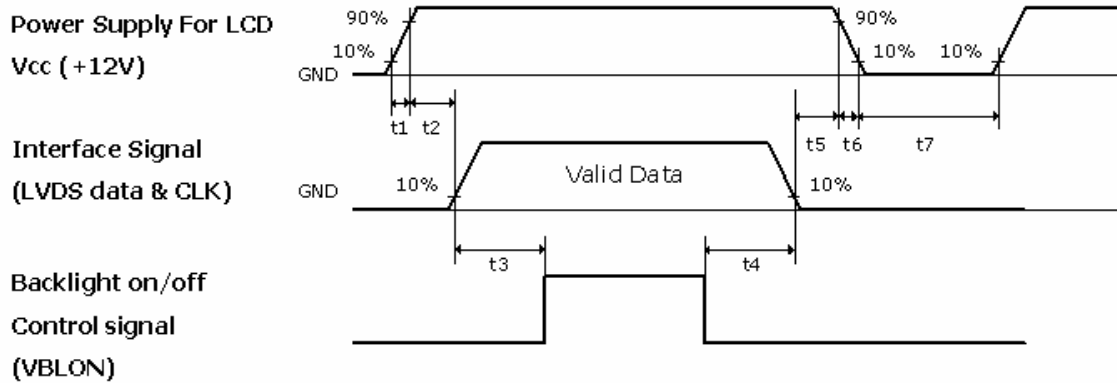 Power Supply For LCD
Vcc (+12V)
90%
10%
GND
90%
10%
10%
t1
t2
t5
t6
t7
Interface Signal
(LVDS data & CLK)
GND
10%
Valid Data
10%
t3
t4
Backlight on/off
Control signal
(VBLON)